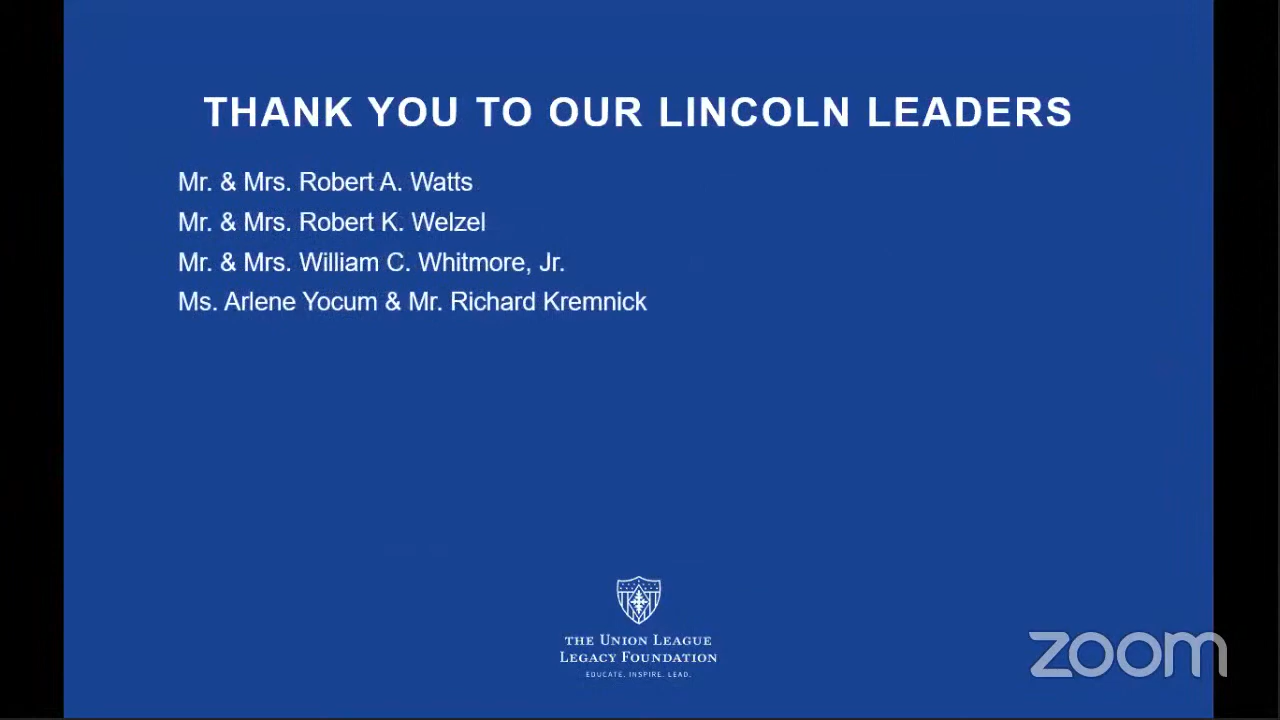 THANK YOU TO OUR LINCOLN LEADERS
Mr. & Mrs. Robert A. Watts
Mr. & Mrs. Robert K. Welzel
Mr. & Mrs. William C. Whitmore, Jr.
Ms. Arlene Yocum & Mr. Richard Kremnick
THE UNION LEAGUE
LEGACY FOUNDATION
EDUCATE. INSPIRE. LEAD.
zoom